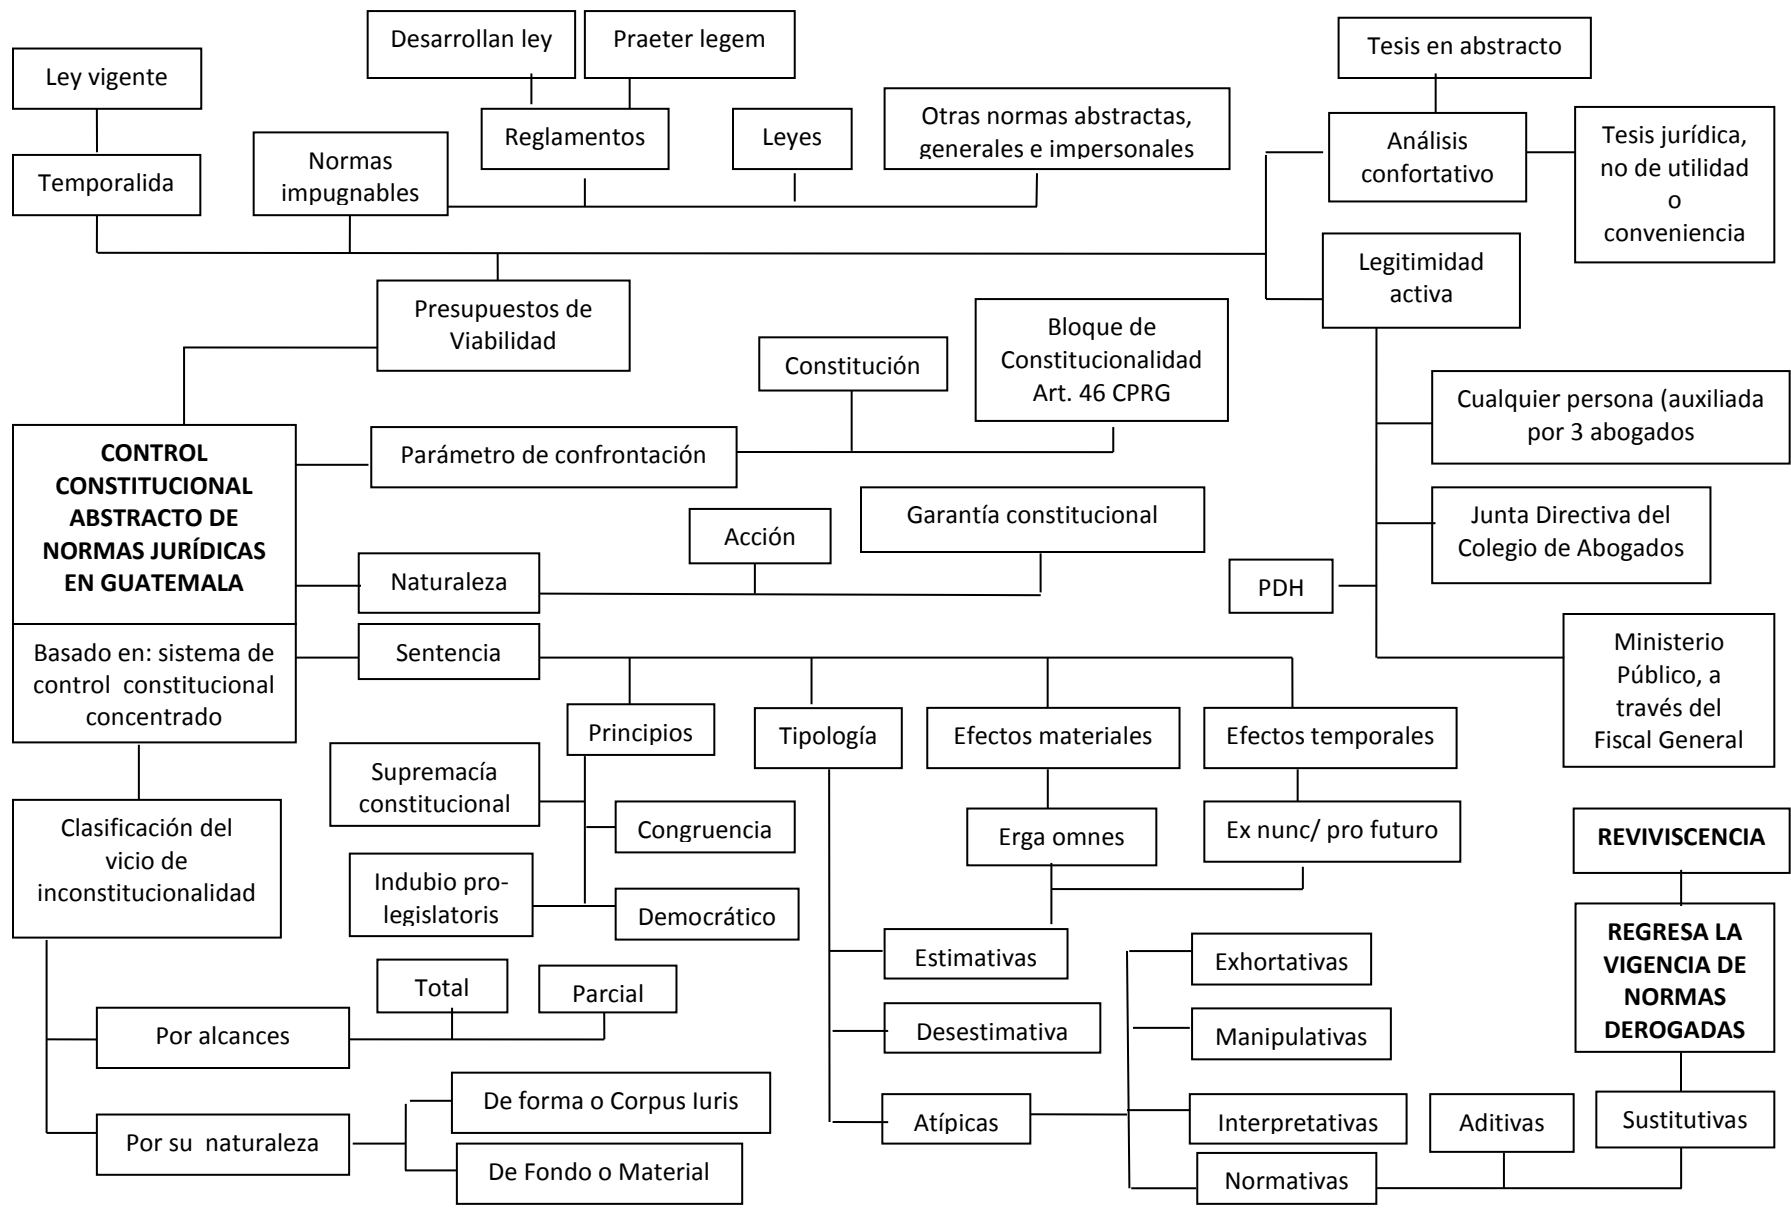 Desarrollan ley
Praeter legem
Tesis en abstracto
Ley vigente
Otras normas abstractas,
generales e impersonales
Reglamentos
Leyes
Normas
impugnables
Temporalida
Análisis
confortativo
Tesis jurídica,
no de utilidad
o
conveniencia
Legitimidad
activa
Presupuestos de
Viabilidad
Bloque de
Constitucionalidad
Art. 46 CPRG
Constitución
Cualquier persona (auxiliada
por 3 abogados
CONTROL
CONSTITUCIONAL
ABSTRACTO DE
NORMAS JURÍDICAS
EN GUATEMALA
Parámetro de confrontación
Garantía constitucional
Acción
Junta Directiva del
Colegio de Abogados
Naturaleza
PDH
Basado en: sistema de
control constitucional
concentrado
Sentencia
Ministerio
Público, a
través del
Fiscal General
Principios
Tipología
Efectos materiales
Efectos temporales
Supremacía
constitucional
Clasificación del
vicio de
inconstitucionalidad
Congruencia
Erga omnes
Ex nunc/ pro futuro
REVIVISCENCIA
Indubio pro-
legislatoris
Democrático
REGRESA LA
VIGENCIA DE
NORMAS
DEROGADAS
Estimativas
Exhortativas
Total
Parcial
Por alcances
Desestimativa
Manipulativas
De forma o Corpus Iuris
Atípicas
Interpretativas
Aditivas
Sustitutivas
Por su naturaleza
De Fondo o Material
Normativas